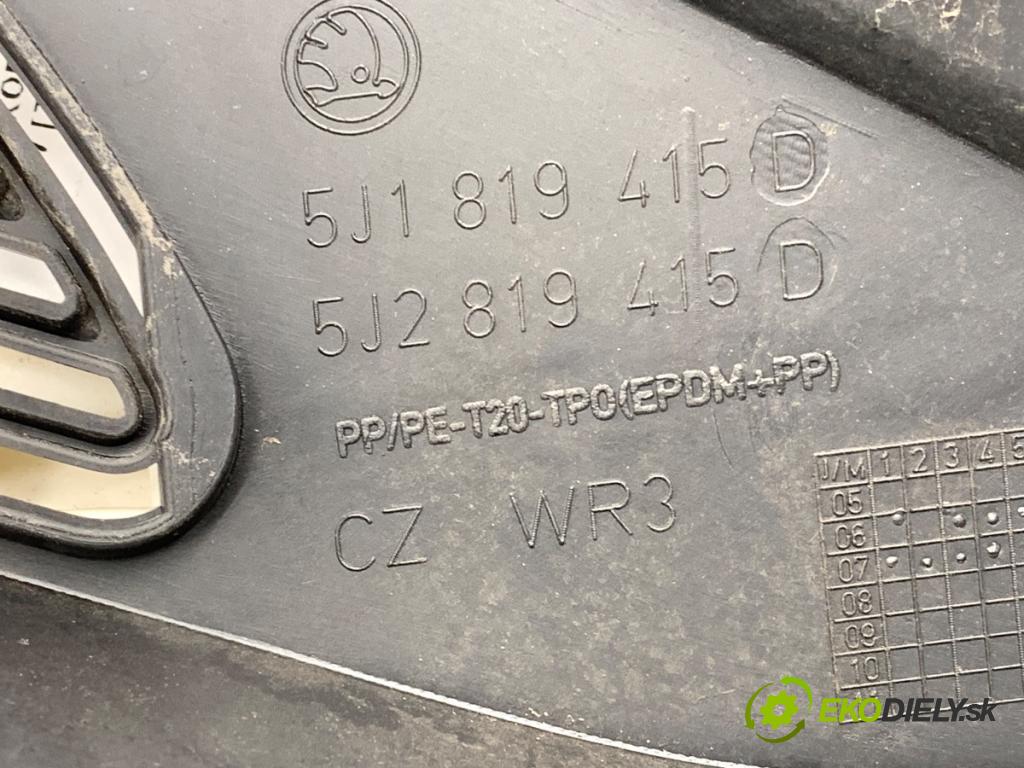 5J1 819 415 D
5J2 819 415 D
PP/PE-T20-TPO(EPDM+PP)
CZ WR3
J/M 1 2 3 4 5
05
06
07
08
09
10
EKODIELY.sk